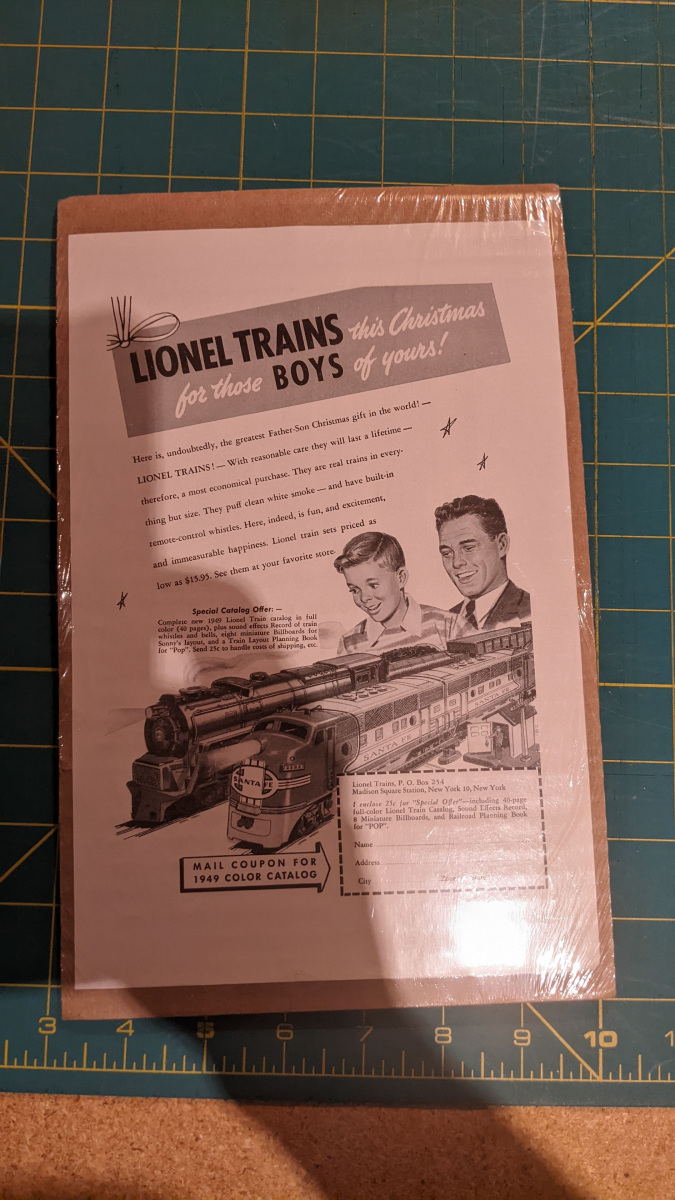 LIONEL TRAINS this Christmas
for those BOYS of yours!
Here is, undoubtedly, the greatest Father-Son Christmas gift in the world! —
LIONEL TRAINS! — With reasonable care they will last a lifetime —
therefore, a most economical purchase. They are real trains in every-
thing but size. They puff clean white smoke — and have built-in
remote-control whistles. Here, indeed, is fun, and excitement,
and immeasurable happiness. Lionel train sets priced as
low as $15.95. See them at your favorite store.
Special Catalog Offer: —
Complete new 1949 Lionel Train catalog in full
color (40 pages), plus sound effects Record of train
whistles and bells, eight miniature Billboards for
Sonny's layout, and a Train Layout Planning Book
for "Pop". Send 25c to handle costs of shipping, etc.
SANTA FE
SANTA FE
SANTA FE
Lionel Trains, P. O. Box 254
Madison Square Station, New York 10, New York
I enclose 25c for "Special Offer"—including 40-page
full-color Lionel Train Catalog, Sound Effects Record,
8 Miniature Billboards, and Railroad Planning Book
for "POP".
Name
Address
City
MAIL COUPON FOR
1949 COLOR CATALOG
3 4 5 6 7 8 9 10 1